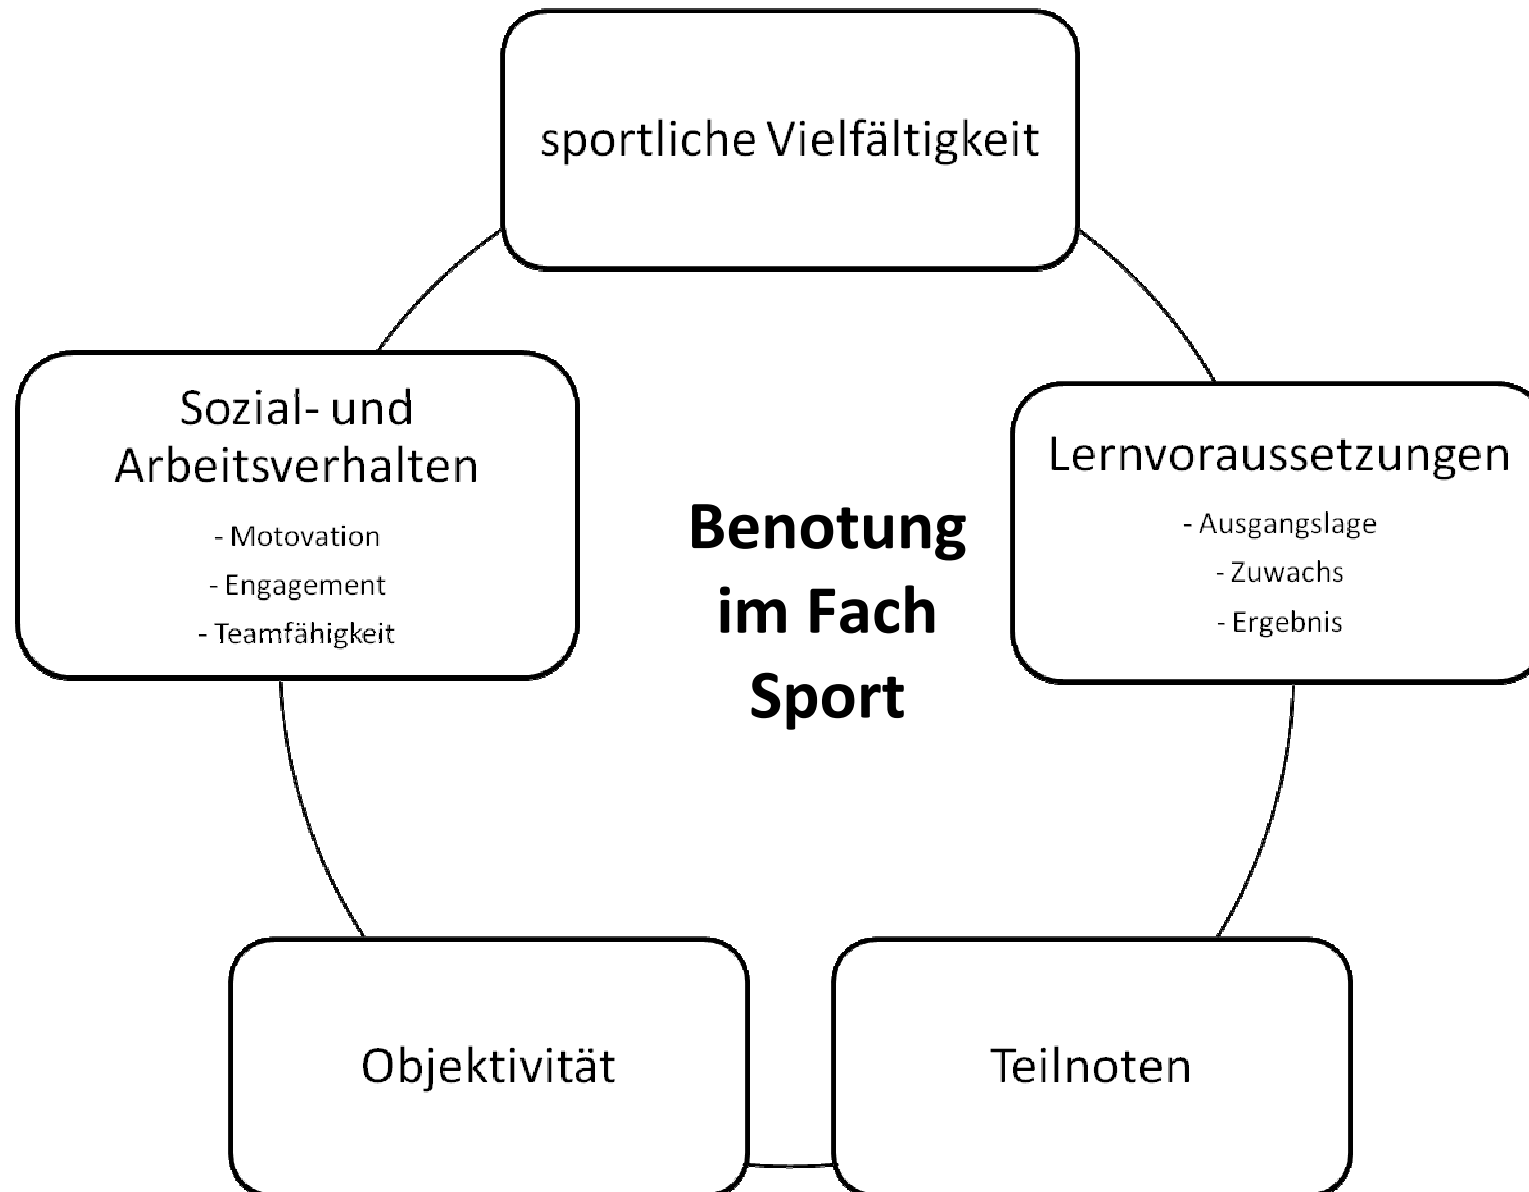 sportliche Vielfältigkeit
Sozial- und
Arbeitsverhalten
- Motovation
- Engagement
- Teamfähigkeit
Lernvoraussetzungen
- Ausgangslage
- Zuwachs
- Ergebnis
Benotung
im Fach
Sport
Objektivität
Teilnoten